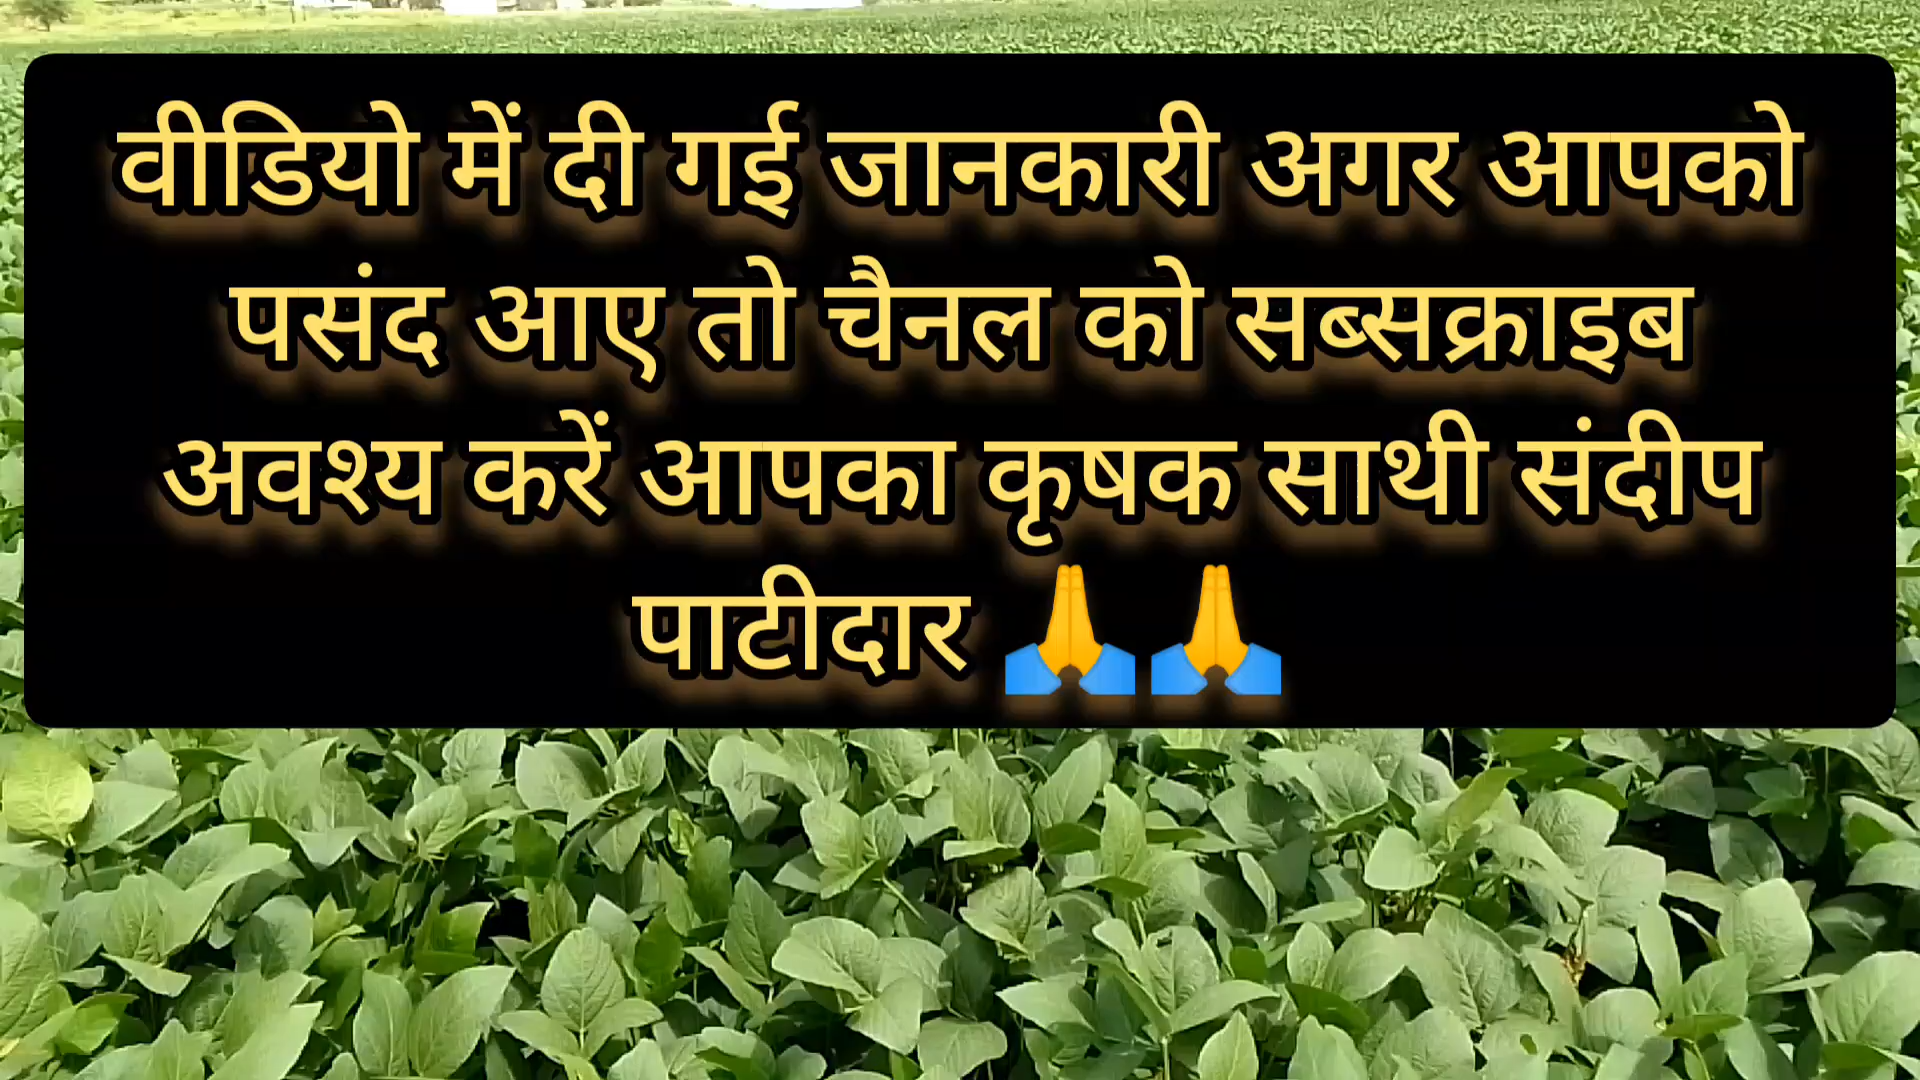 वीडियो में दी गई जानकारी अगर आपको
पसंद आए तो चैनल को सब्सक्राइब
अवश्य करें आपका कृषक साथी संदीप
पाटीदार 🙏🙏